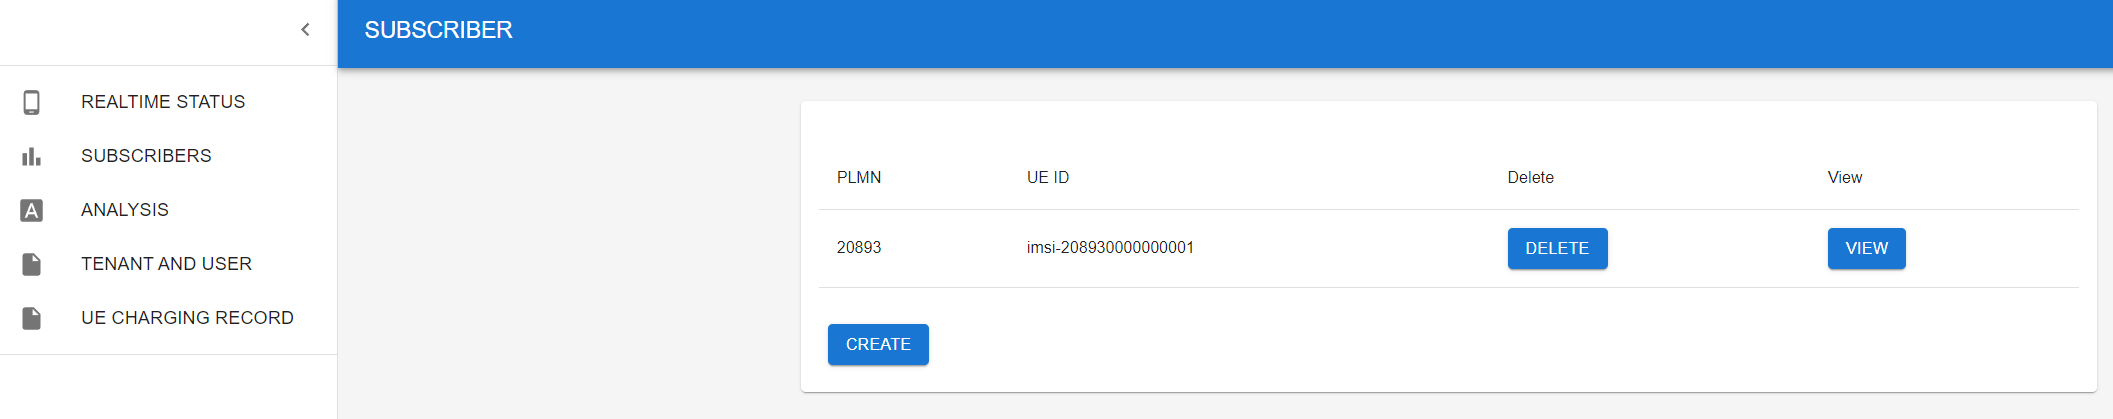 SUBSCRIBER
REALTIME STATUS
SUBSCRIBERS
ANALYSIS
TENANT AND USER
UE CHARGING RECORD
PLMN UE ID Delete View
20893 imsi-208930000000001 DELETE VIEW
CREATE